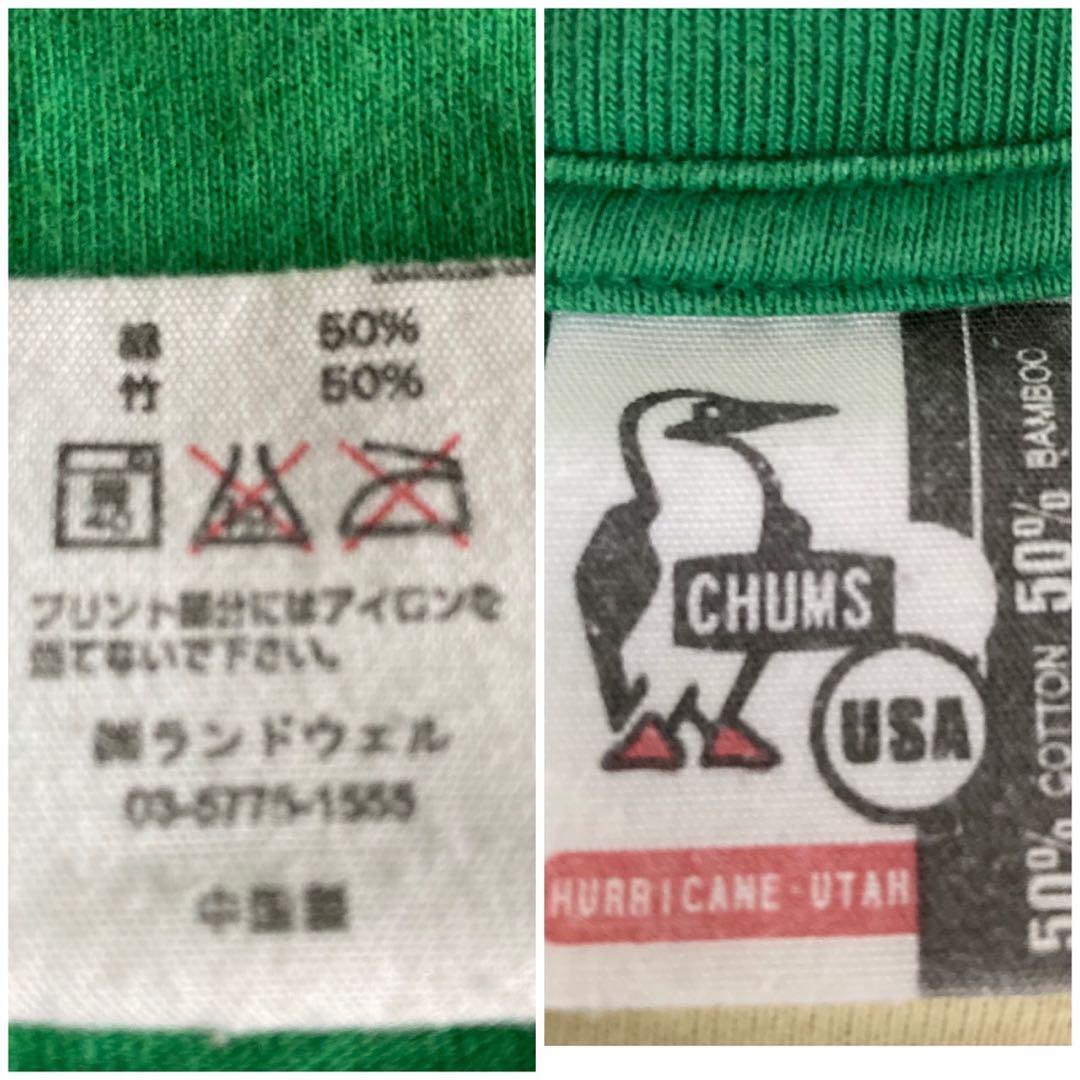 綿 50%
竹 50%
弱
40
プリント部分にはアイロンを
当てないで下さい。
㈱ランドウェル
03-5775-1555
中国製
CHUMS
USA
HURRICANE UTAH
50% COTTON 50% BAMBOO